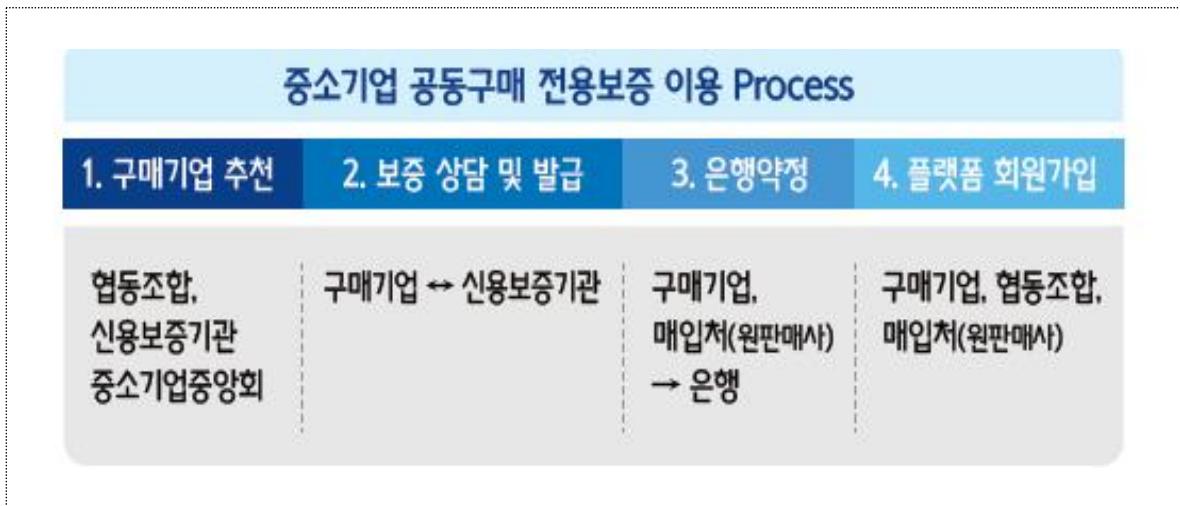 중소기업 공동구매 전용보증 이용 Process
1. 구매기업 추천
2. 보증 상담 및 발급
3. 은행약정
4. 플랫폼 회원가입
협동조합,
신용보증기관
중소기업중앙회
구매기업 ↔ 신용보증기관
구매기업,
매입처(원판매사)
→ 은행
구매기업, 협동조합,
매입처(원판매사)